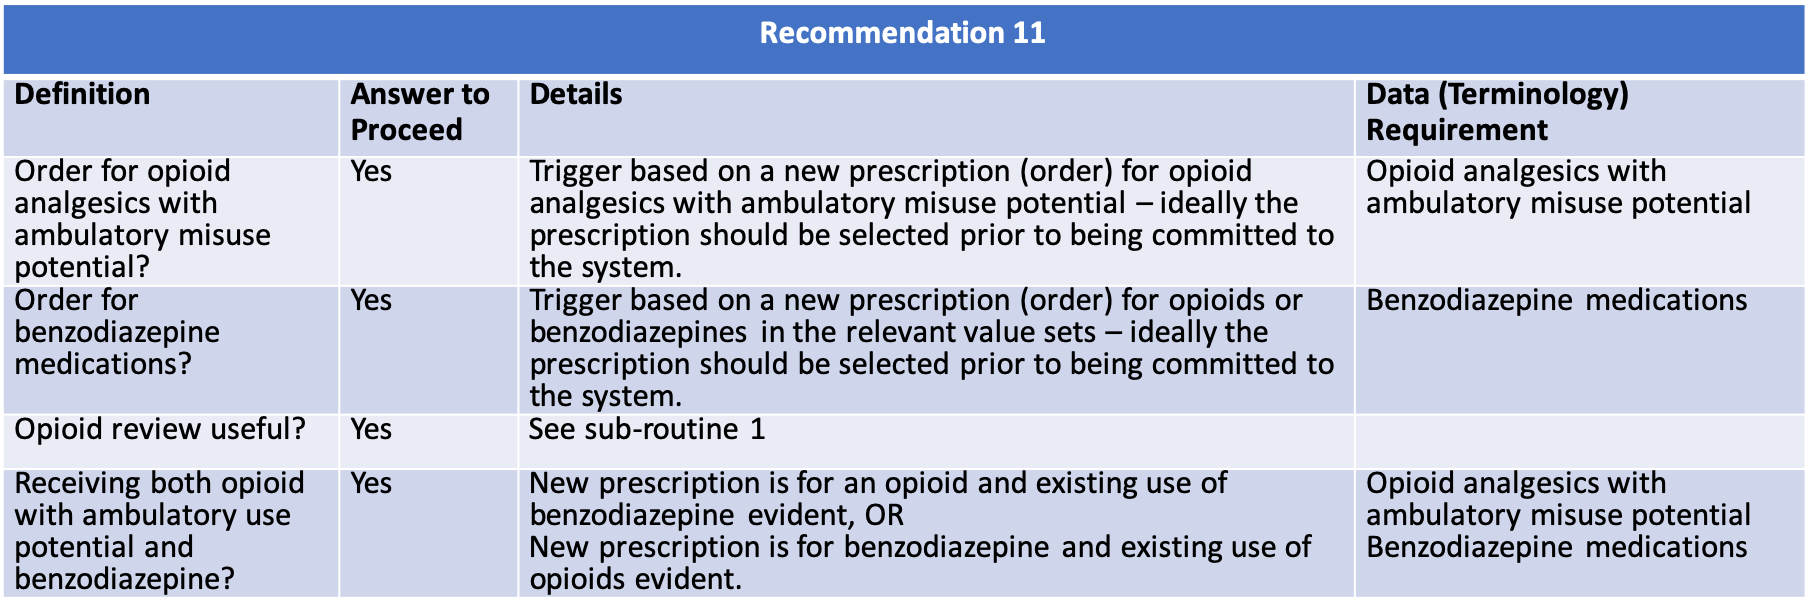 Recommendation 11
Definition
Answer to
Proceed
Details
Data (Terminology)
Requirement
Order for opioid
analgesics with
ambulatory misuse
potential?
Yes
Trigger based on a new prescription (order) for opioid
analgesics with ambulatory misuse potential – ideally the
prescription should be selected prior to being committed to
the system.
Opioid analgesics with
ambulatory misuse potential
Order for
benzodiazepine
medications?
Yes
Trigger based on a new prescription (order) for opioids or
benzodiazepines in the relevant value sets – ideally the
prescription should be selected prior to being committed to
the system.
Benzodiazepine medications
Opioid review useful?
Yes
See sub-routine 1
Receiving both opioid
with ambulatory use
potential and
benzodiazepine?
Yes
New prescription is for an opioid and existing use of
benzodiazepine evident, OR
New prescription is for benzodiazepine and existing use of
opioids evident.
Opioid analgesics with
ambulatory misuse potential
Benzodiazepine medications